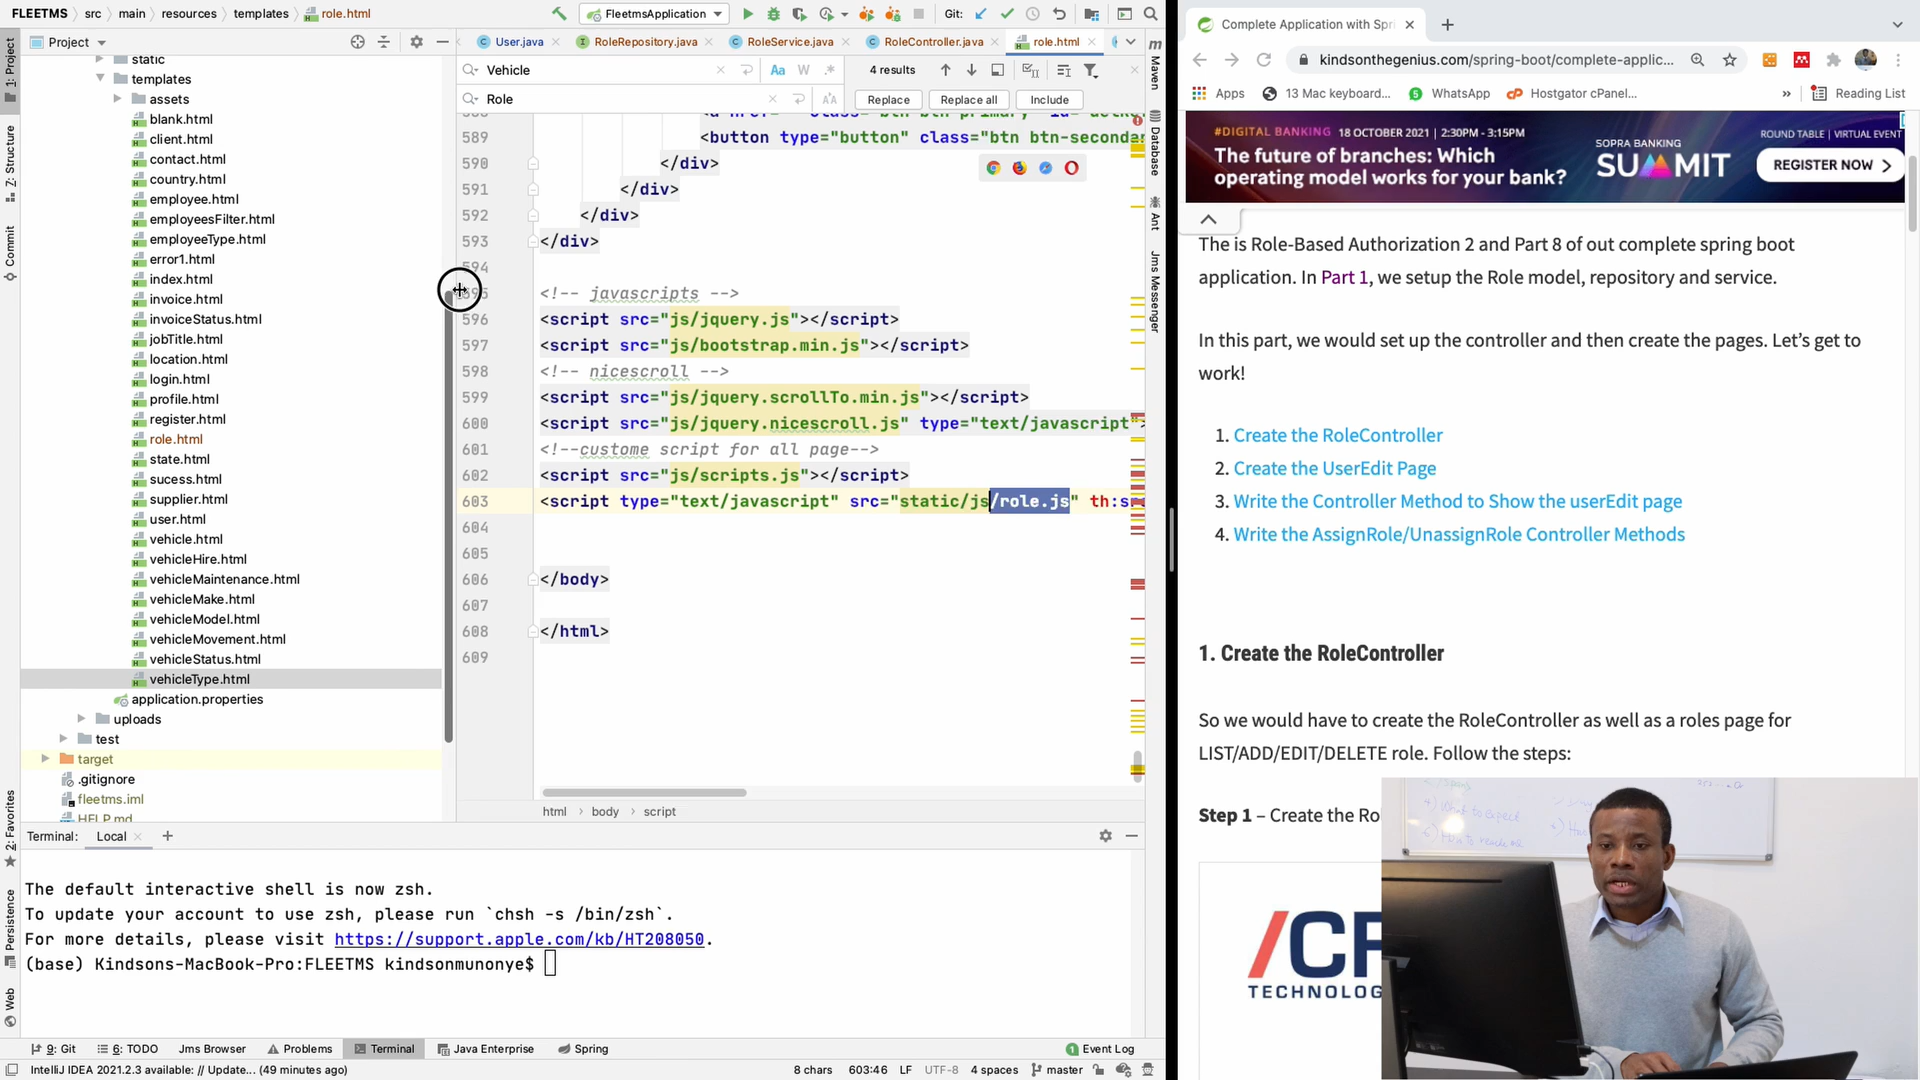 FLEETMS src main resources templates role.html
FleetmsApplication Git:
Project
User.java RoleRepository.java RoleService.java RoleController.java role.html
Vehicle Aa W .* 4 results
Role Replace Replace all Include
static
templates
assets
blank.html
client.html
contact.html
country.html
employee.html
employeesFilter.html
employeeType.html
error1.html
index.html
invoice.html
invoiceStatus.html
jobTitle.html
location.html
login.html
profile.html
register.html
role.html
state.html
sucess.html
supplier.html
user.html
vehicle.html
vehicleHire.html
vehicleMaintenance.html
vehicleMake.html
vehicleModel.html
vehicleMovement.html
vehicleStatus.html
vehicleType.html
application.properties
uploads
test
target
.gitignore
fleetms.iml
HELP.md
1: Project
Z: Structure
Commit
2: Favorites
Persistence
Web
589 <button type="button" class="btn btn-seconda
590 </div>
591 </div>
592 </div>
593 </div>
594
595 <!-- javascripts -->
596 <script src="js/jquery.js"></script>
597 <script src="js/bootstrap.min.js"></script>
598 <!-- nicescroll -->
599 <script src="js/jquery.scrollTo.min.js"></script>
600 <script src="js/jquery.nicescroll.js" type="text/javascript"
601 <!--custome script for all page-->
602 <script src="js/scripts.js"></script>
603 <script type="text/javascript" src="static/js/role.js" th:s
604
605
606 </body>
607
608 </html>
609
html body script
Maven
Database
Ant
Jms Messenger
Terminal: Local
The default interactive shell is now zsh.
To update your account to use zsh, please run `chsh -s /bin/zsh`.
For more details, please visit https://support.apple.com/kb/HT208050.
(base) Kindsons-MacBook-Pro:FLEETMS kindsonmunonye$
9: Git 6: TODO Jms Browser Problems Terminal Java Enterprise Spring 1 Event Log
IntelliJ IDEA 2021.2.3 available: // Update... (49 minutes ago) 8 chars 603:46 LF UTF-8 4 spaces master
Complete Application with Spri
kindsonthegenius.com/spring-boot/complete-applic...
Apps 13 Mac keyboard... WhatsApp Hostgator cPanel... » Reading List
#DIGITAL BANKING 18 OCTOBER 2021 | 2:30PM - 3:15PM
The future of branches: Which
operating model works for your bank?
SOPRA BANKING
SUMMIT
ROUND TABLE | VIRTUAL EVENT
REGISTER NOW
The is Role-Based Authorization 2 and Part 8 of out complete spring boot
application. In Part 1, we setup the Role model, repository and service.
In this part, we would set up the controller and then create the pages. Let's get to
work!
1. Create the RoleController
2. Create the UserEdit Page
3. Write the Controller Method to Show the userEdit page
4. Write the AssignRole/UnassignRole Controller Methods
1. Create the RoleController
So we would have to create the RoleController as well as a roles page for
LIST/ADD/EDIT/DELETE role. Follow the steps:
Step 1 – Create the Ro
/CF
TECHNOLOG